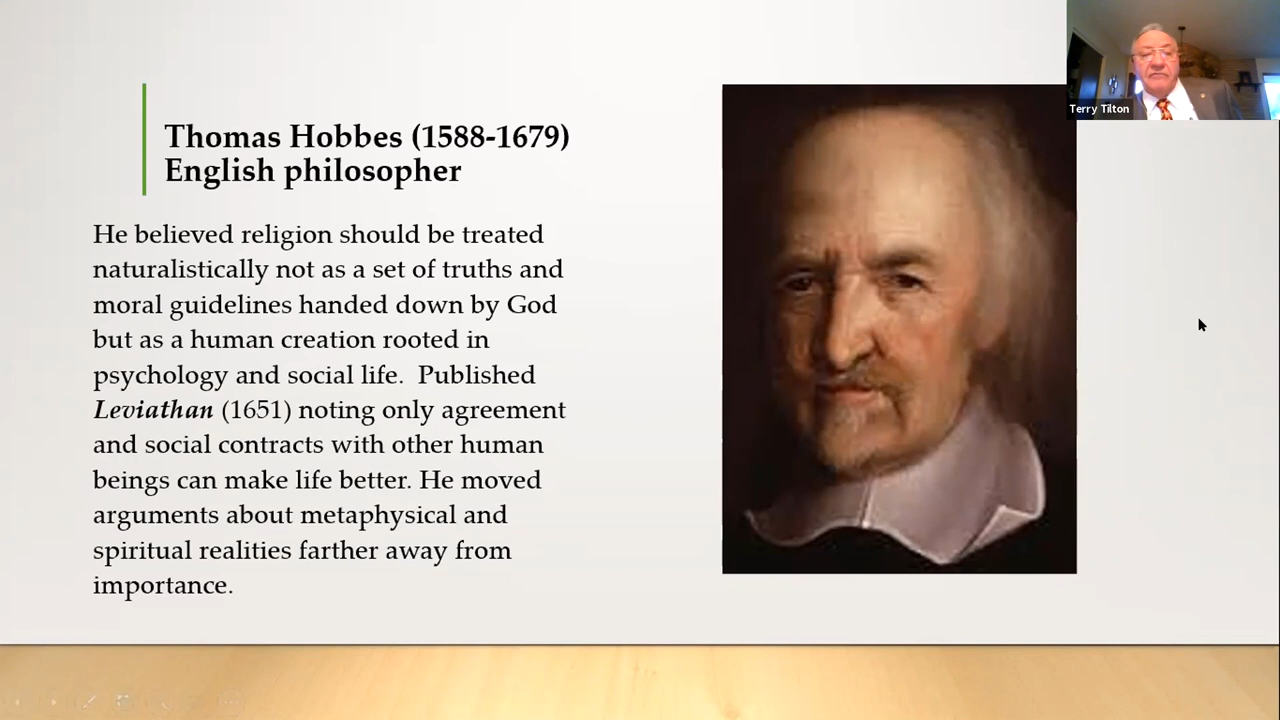 Thomas Hobbes (1588-1679)
English philosopher
He believed religion should be treated
naturalistically not as a set of truths and
moral guidelines handed down by God
but as a human creation rooted in
psychology and social life.  Published
Leviathan (1651) noting only agreement
and social contracts with other human
beings can make life better. He moved
arguments about metaphysical and
spiritual realities farther away from
importance.
Terry Tilton